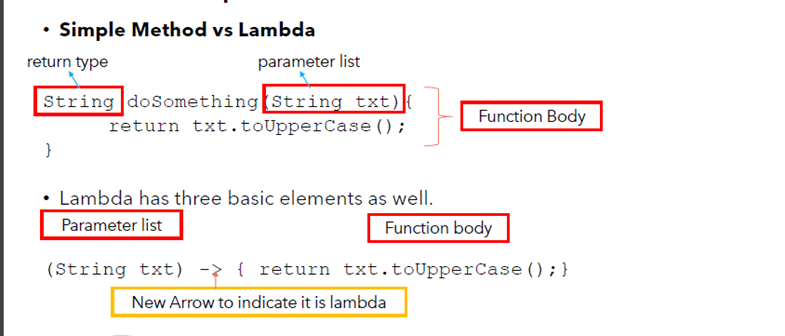 • Simple Method vs Lambda
return type parameter list
String doSomething(String txt){
return txt.toUpperCase();
Function Body
}
• Lambda has three basic elements as well.
Parameter list Function body
(String txt) -> { return txt.toUpperCase();}
New Arrow to indicate it is lambda